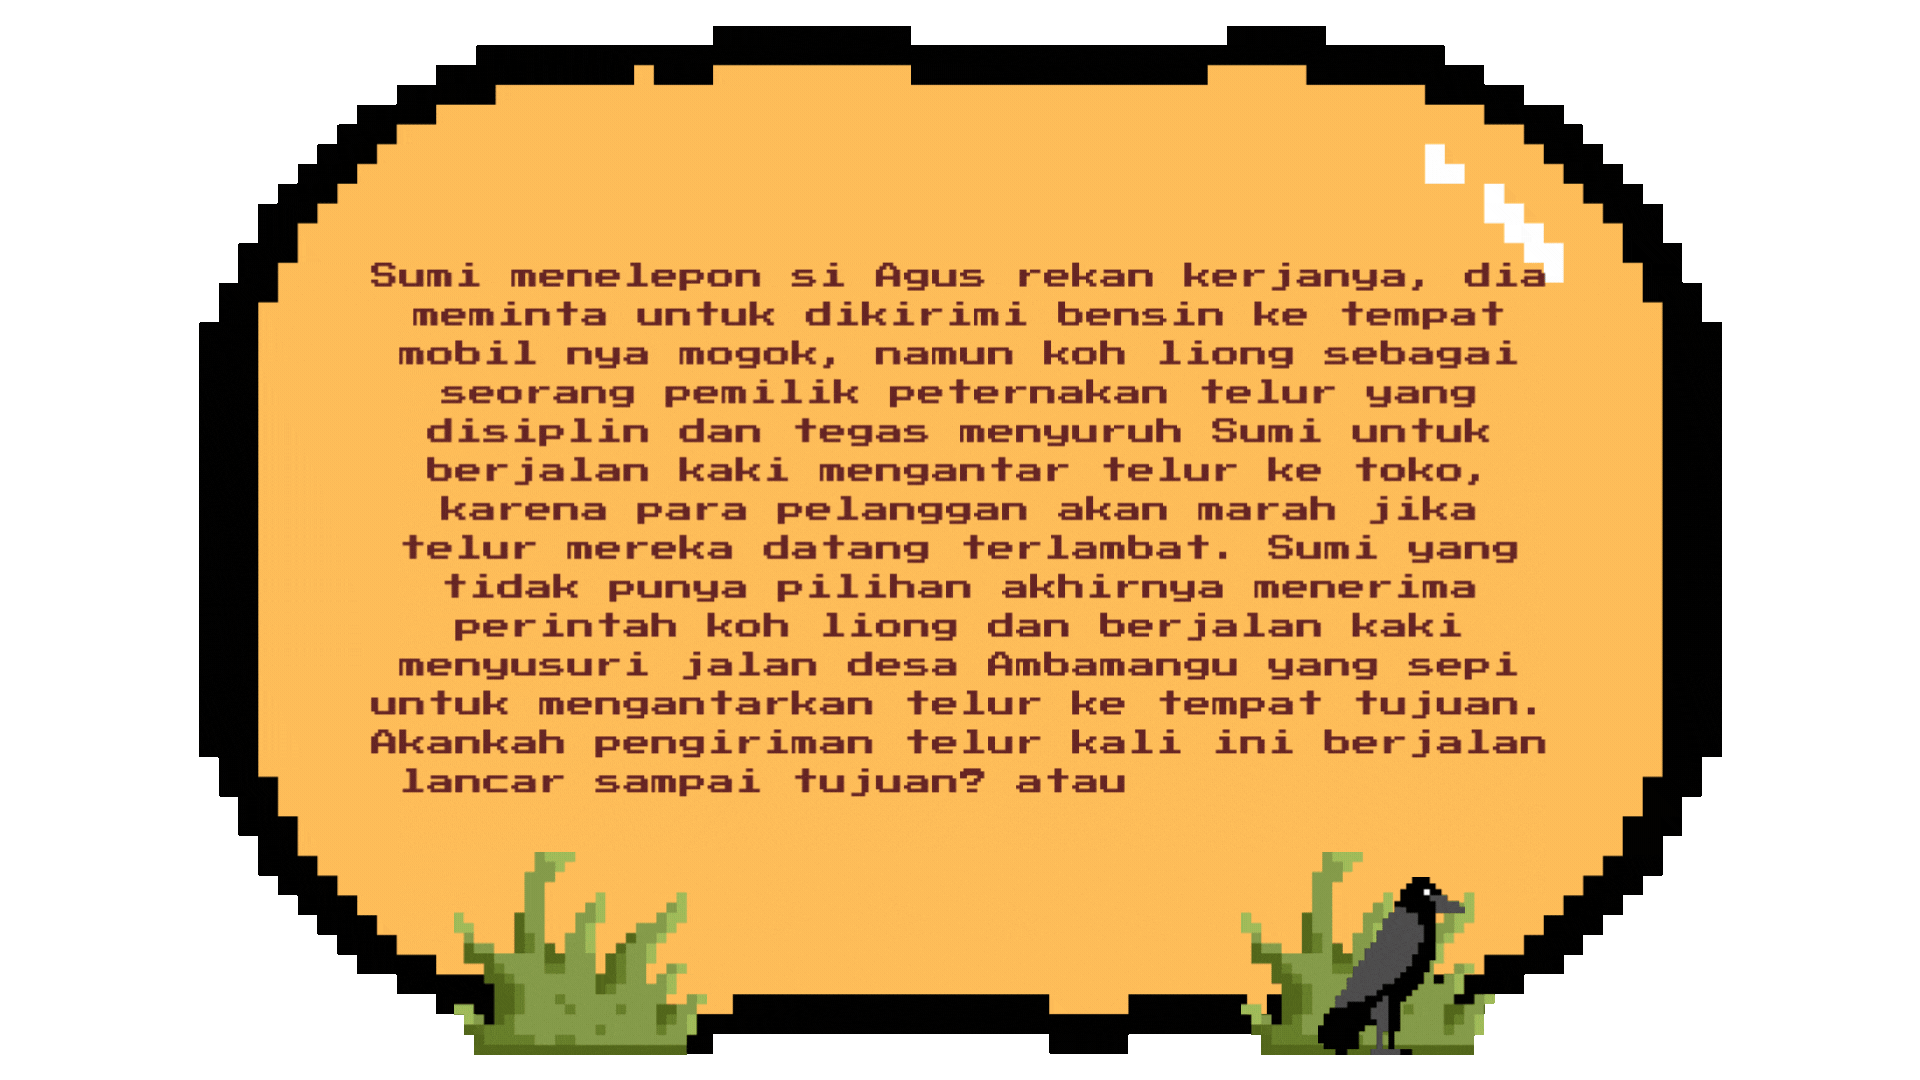 Sumi menelepon si Agus rekan kerjanya, dia
meminta untuk dikirimi bensin ke tempat
mobil nya mogok, namun koh liong sebagai
seorang pemilik peternakan telur yang
disiplin dan tegas menyuruh Sumi untuk
berjalan kaki mengantar telur ke toko,
karena para pelanggan akan marah jika
telur mereka datang terlambat. Sumi yang
tidak punya pilihan akhirnya menerima
perintah koh liong dan berjalan kaki
menyusuri jalan desa Ambamangu yang sepi
untuk mengantarkan telur ke tempat tujuan.
Akankah pengiriman telur kali ini berjalan
lancar sampai tujuan? atau